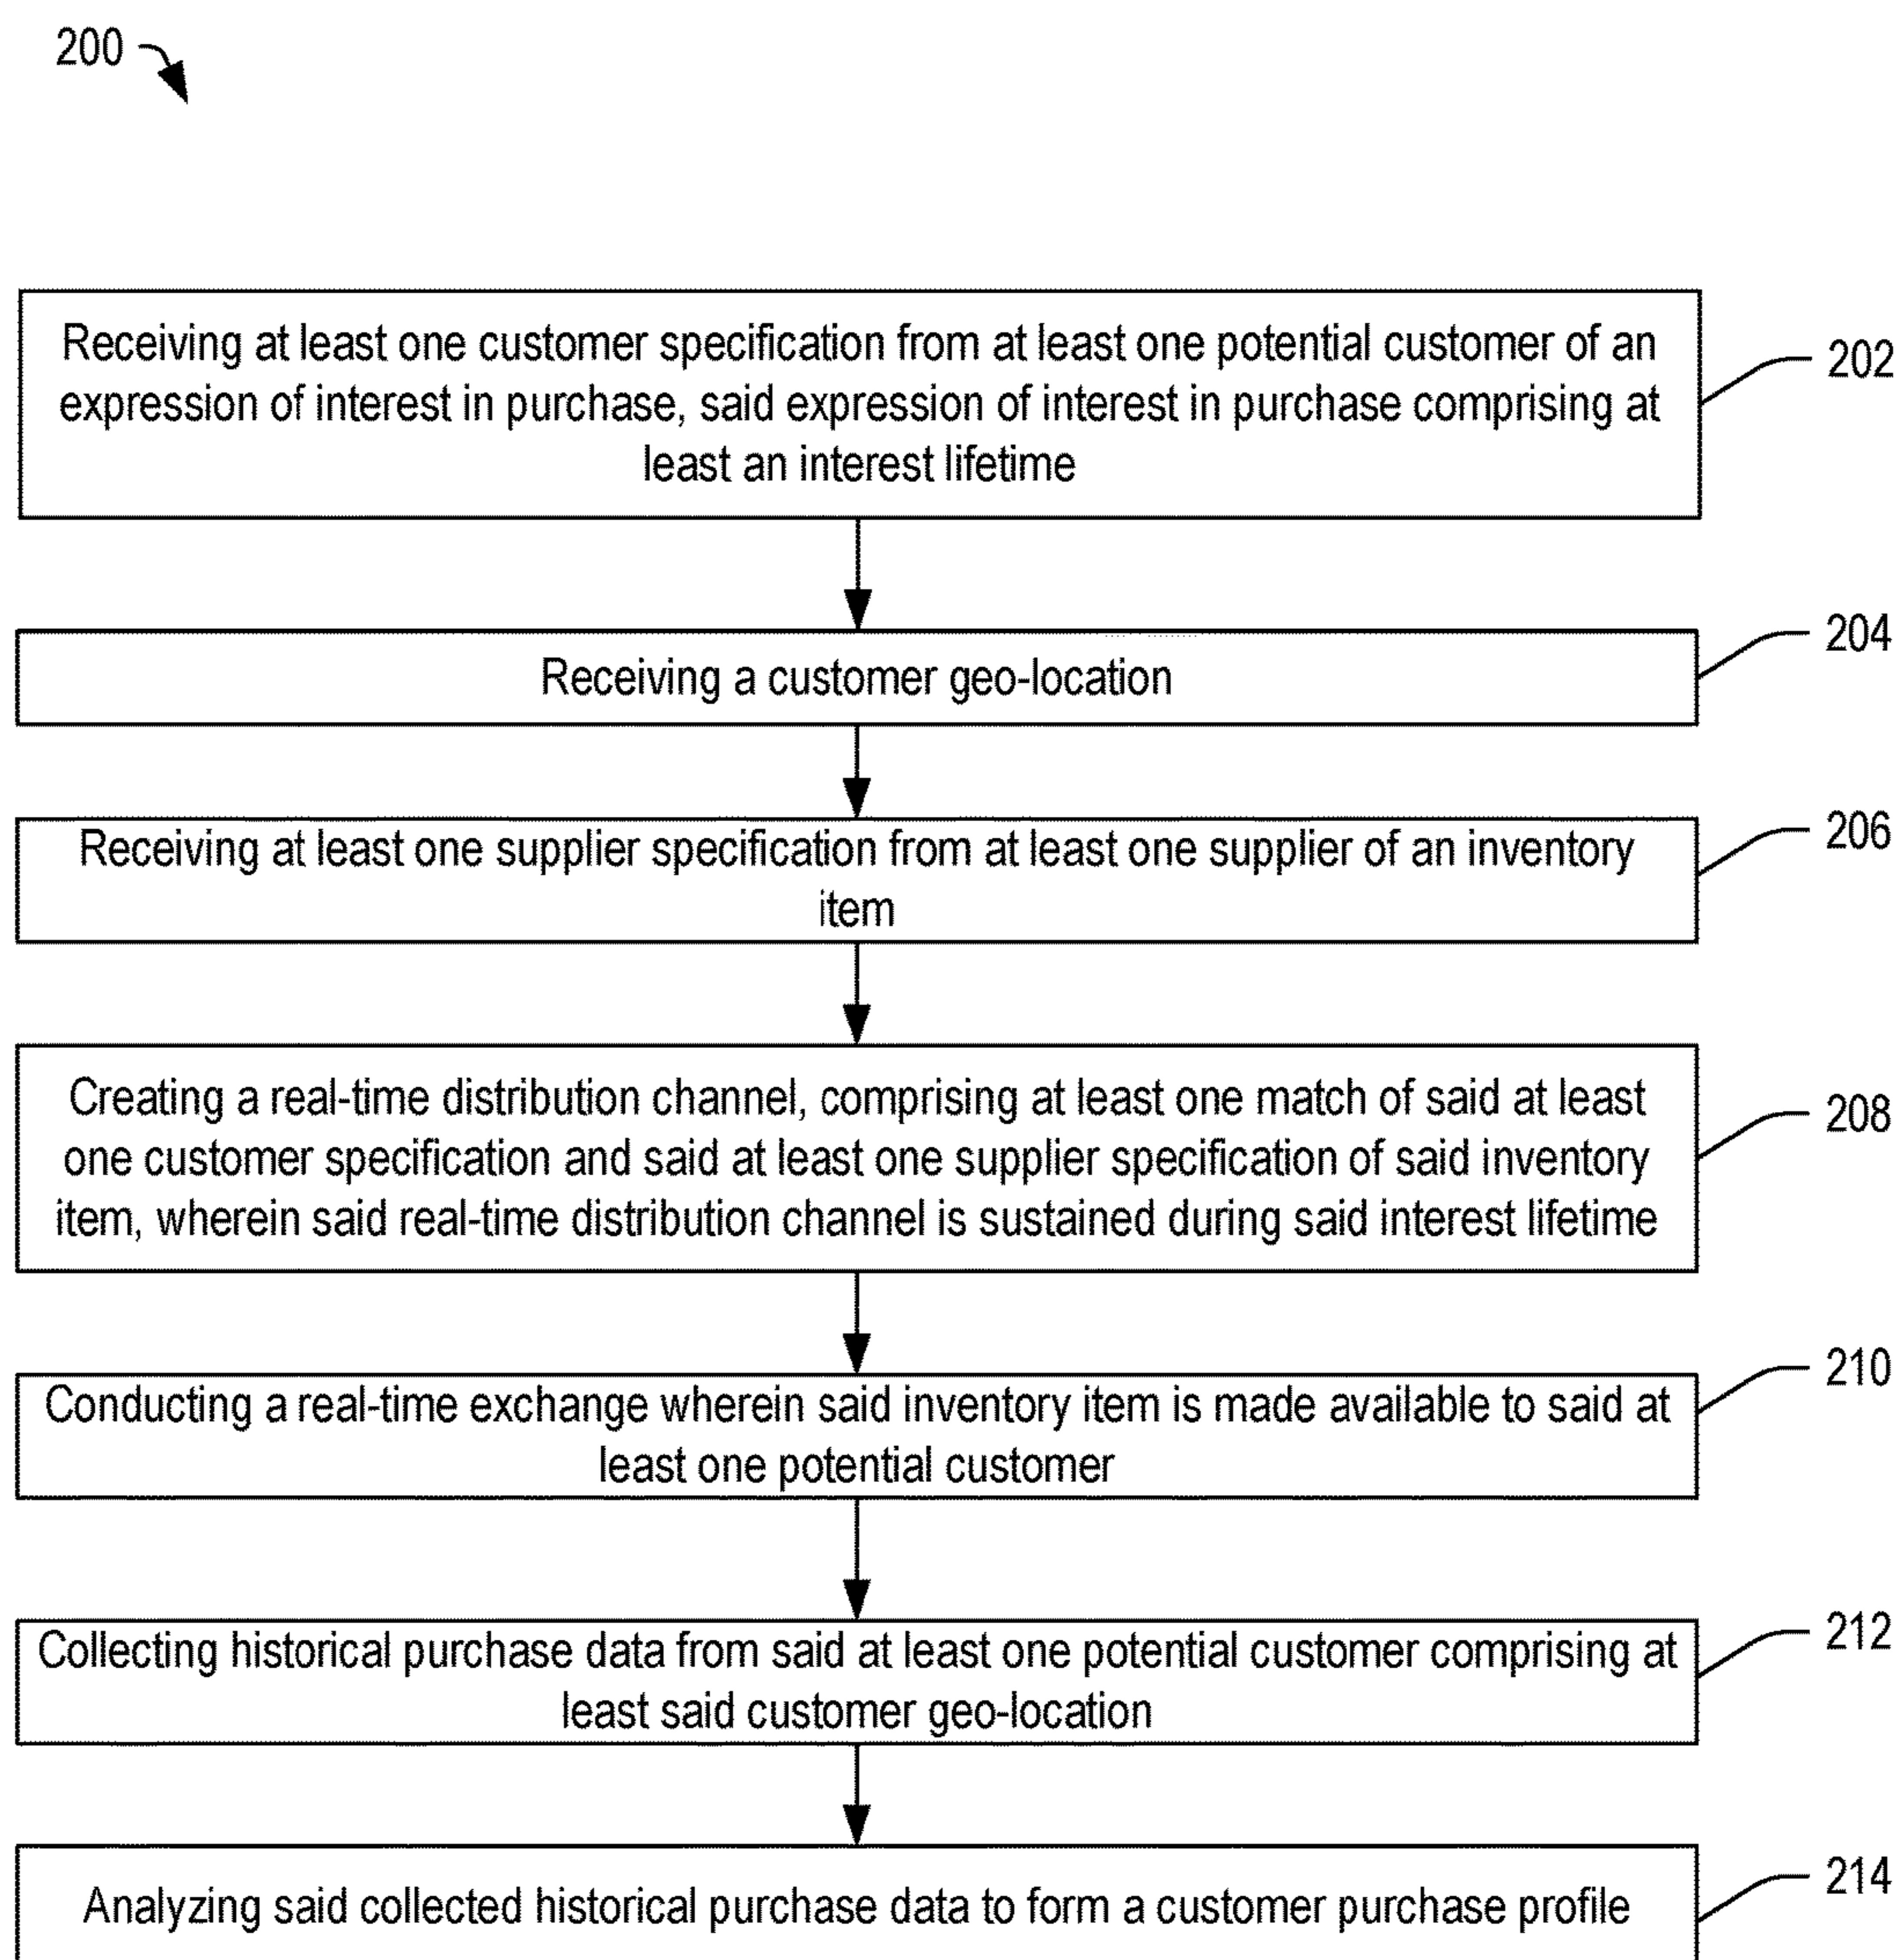 200
Receiving at least one customer specification from at least one potential customer of an
expression of interest in purchase, said expression of interest in purchase comprising at
least an interest lifetime
202
Receiving a customer geo-location
204
Receiving at least one supplier specification from at least one supplier of an inventory
item
206
Creating a real-time distribution channel, comprising at least one match of said at least
one customer specification and said at least one supplier specification of said inventory
item, wherein said real-time distribution channel is sustained during said interest lifetime
208
Conducting a real-time exchange wherein said inventory item is made available to said at
least one potential customer
210
Collecting historical purchase data from said at least one potential customer comprising at
least said customer geo-location
212
Analyzing said collected historical purchase data to form a customer purchase profile
214